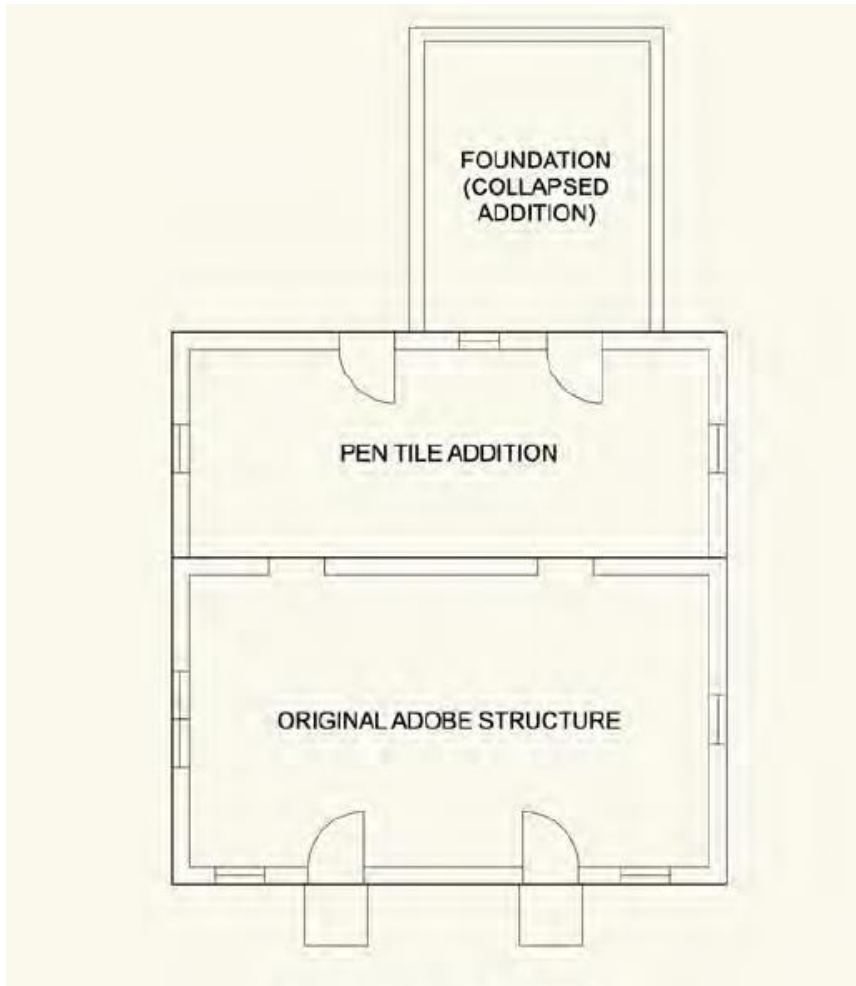 FOUNDATION
(COLLAPSED
ADDITION)
PEN TILE ADDITION
ORIGINAL ADOBE STRUCTURE